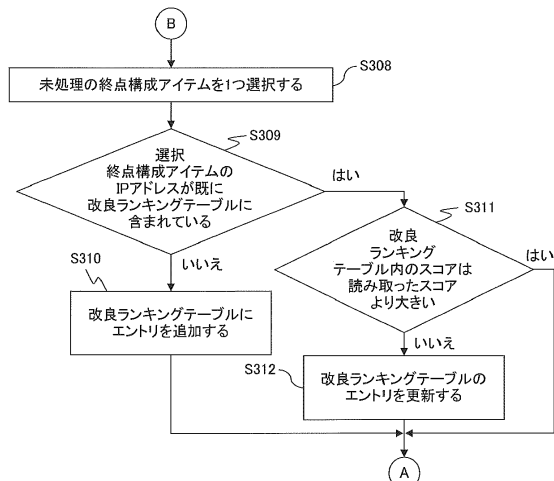 B
S308
未処理の終点構成アイテムを1つ選択する
S309
選択
終点構成アイテムの
IPアドレスが既に
改良ランキングテーブルに
含まれている
はい
S311
改良
ランキング
テーブル内のスコアは
読み取ったスコア
より大きい
はい
いいえ
S310
改良ランキングテーブルに
エントリを追加する
いいえ
S312
改良ランキングテーブルの
エントリを更新する
A